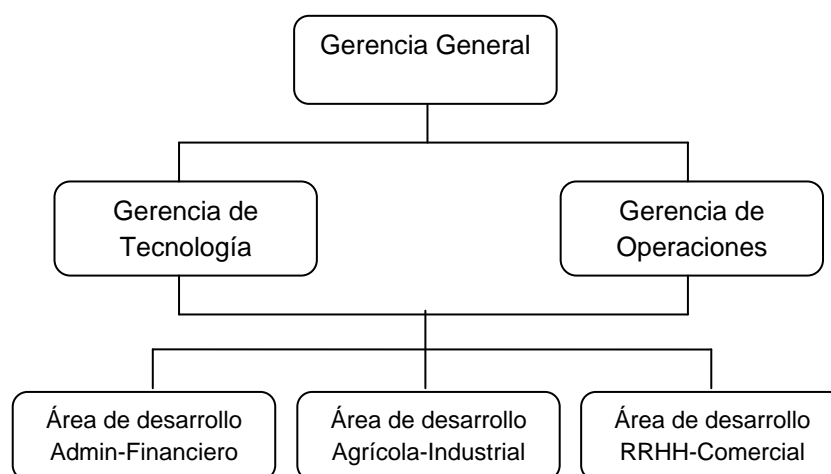 Gerencia General
Gerencia de
Tecnología
Gerencia de
Operaciones
Área de desarrollo
Admin-Financiero
Área de desarrollo
Agrícola-Industrial
Área de desarrollo
RRHH-Comercial